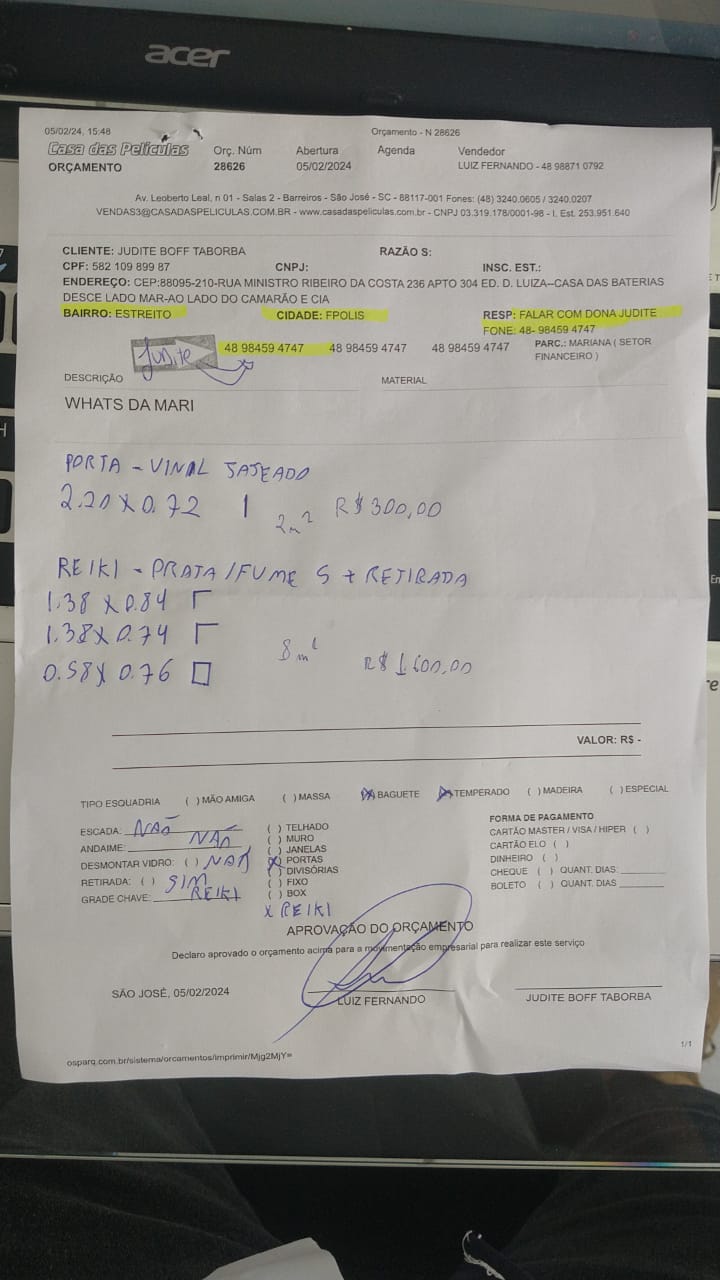 acer
05/02/24, 15:48 Orçamento - N 28626
Casa das Películas Orç. Núm Abertura Agenda Vendedor
ORÇAMENTO 28626 05/02/2024 LUIZ FERNANDO - 48 98871 0792
Av. Leoberto Leal, n 01 - Salas 2 - Barreiros - São José - SC - 88117-001 Fones: (48) 3240.0605 / 3240.0207
VENDAS3@CASADASPELICULAS.COM.BR - www.casadaspeliculas.com.br - CNPJ 03.319.178/0001-98 - I. Est. 253.951.640
CLIENTE: JUDITE BOFF TABORBA RAZÃO S:
CPF: 582 109 899 87 CNPJ: INSC. EST.:
ENDEREÇO: CEP:88095-210-RUA MINISTRO RIBEIRO DA COSTA 236 APTO 304 ED. D. LUIZA--CASA DAS BATERIAS
DESCE LADO MAR-AO LADO DO CAMARÃO E CIA
BAIRRO: ESTREITO CIDADE: FPOLIS RESP: FALAR COM DONA JUDITE
FONE: 48- 98459 4747
Judite 48 98459 4747 48 98459 4747 48 98459 4747 PARC.: MARIANA ( SETOR
FINANCEIRO )
DESCRIÇÃO MATERIAL
WHATS DA MARI
PORTA - VINIL JATEADO
2.20 X 0.72 1 2m² R$300,00
REIKI - PRATA/FUME 5 + RETIRADA
1.38 X 0.84
1.38 X 0.74 8m² R$1.600,00
0.58 X 0.76
VALOR: R$ -
TIPO ESQUADRIA ( ) MÃO AMIGA ( ) MASSA (X) BAGUETE (X) TEMPERADO ( ) MADEIRA ( ) ESPECIAL
ESCADA: NAÕ ( ) TELHADO FORMA DE PAGAMENTO
ANDAIME: NAÕ ( ) MURO CARTÃO MASTER / VISA / HIPER ( )
( ) JANELAS CARTÃO ELO ( )
DESMONTAR VIDRO: ( ) NAÕ (X) PORTAS DINHEIRO ( )
RETIRADA: ( ) SIM ( ) DIVISÓRIAS CHEQUE ( ) QUANT. DIAS:
( ) FIXO BOLETO ( ) QUANT. DIAS
GRADE CHAVE: REIKI ( ) BOX
X REIKI
APROVAÇÃO DO ORÇAMENTO
Declaro aprovado o orçamento acima para a movimentação empresarial para realizar este serviço
SÃO JOSÉ, 05/02/2024 LUIZ FERNANDO JUDITE BOFF TABORBA
1/1
osparq.com.br/sistema/orcamentos/imprimir/Mjg2MjY=